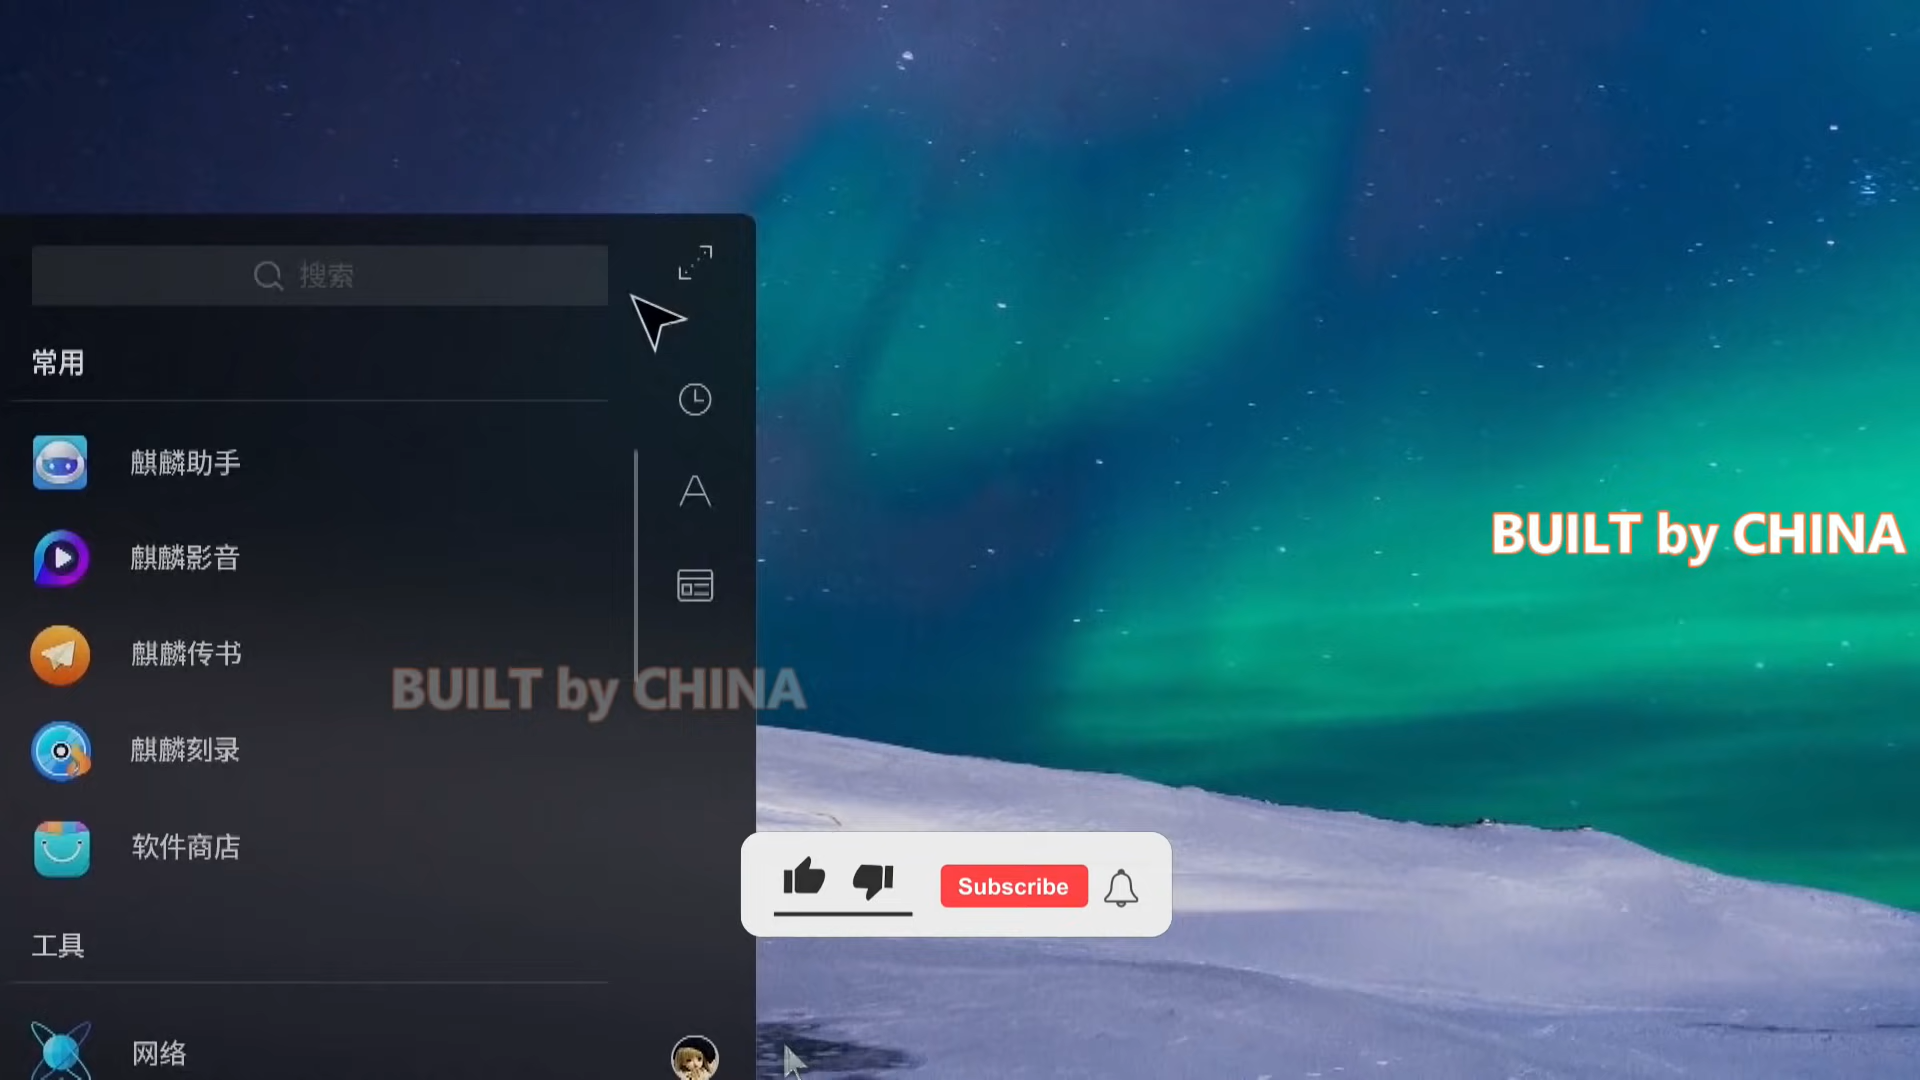 搜索
常用
麒麟助手
麒麟影音
麒麟传书
麒麟刻录
软件商店
工具
网络
BUILT by CHINA
BUILT by CHINA
Subscribe